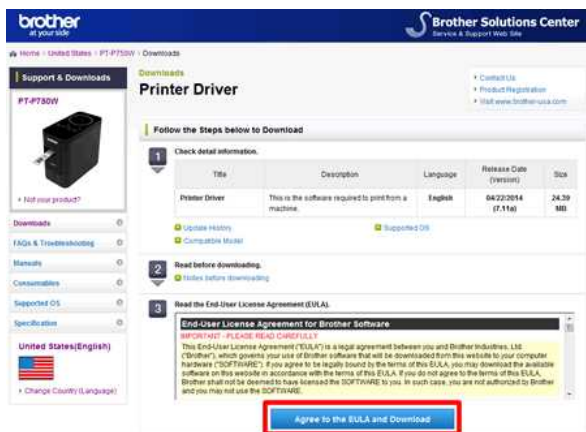 brother
at your side
Brother Solutions Center
Service & Support Web Site
Home > United States > PT-P750W > Downloads
Support & Downloads
PT-P750W
Not your product?
Downloads
FAQs & Troubleshooting
Manuals
Consumables
Supported OS
Specification
United States(English)
Change Country (Language)
Downloads
Printer Driver
Contact Us
Product Registration
Visit www.brother-usa.com
Follow the Steps below to Download
1
Check detail information.
Title Description Language Release Date (Version) Size
Printer Driver This is the software required to print from a machine. English 04/22/2014 (7.11a) 24.39 MB
Update History Supported OS
Compatible Model
2
Read before downloading.
Notes before downloading
3
Read the End-User License Agreement (EULA).
End-User License Agreement for Brother Software
IMPORTANT - PLEASE READ CAREFULLY
This End-User License Agreement ("EULA") is a legal agreement between you and Brother Industries, Ltd.
("Brother"), which governs your use of Brother software that will be downloaded from this website to your computer
hardware ("SOFTWARE"). If you agree to be legally bound by the terms of this EULA, you may download the available
software on this website in accordance with the terms of this EULA. If you do not agree to the terms of this EULA,
Brother shall not be deemed to have licensed the SOFTWARE to you. In such case, you are not authorized by Brother
and you may not use the SOFTWARE.
Agree to the EULA and Download